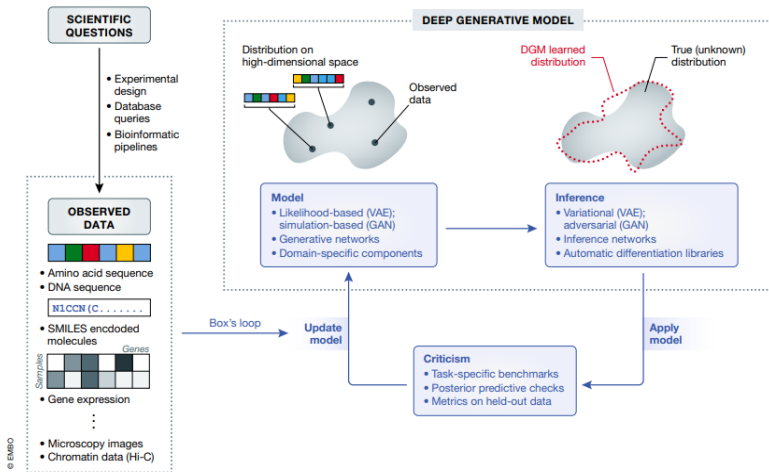 SCIENTIFIC
QUESTIONS
• Experimental
design
• Database
queries
• Bioinformatic
pipelines
OBSERVED
DATA
• Amino acid sequence
• DNA sequence
N1CCN(C.......
• SMILES encdoded
molecules
Genes
Samples
• Gene expression
• Microscopy images
• Chromatin data (Hi-C)
© EMBO
DEEP GENERATIVE MODEL
Distribution on
high-dimensional space
Observed
data
DGM learned
distribution
True (unknown)
distribution
Model
• Likelihood-based (VAE);
simulation-based (GAN)
• Generative networks
• Domain-specific components
Inference
• Variational (VAE);
adversarial (GAN)
• Inference networks
• Automatic differentiation libraries
Box's loop
Update
model
Apply
model
Criticism
• Task-specific benchmarks
• Posterior predictive checks
• Metrics on held-out data